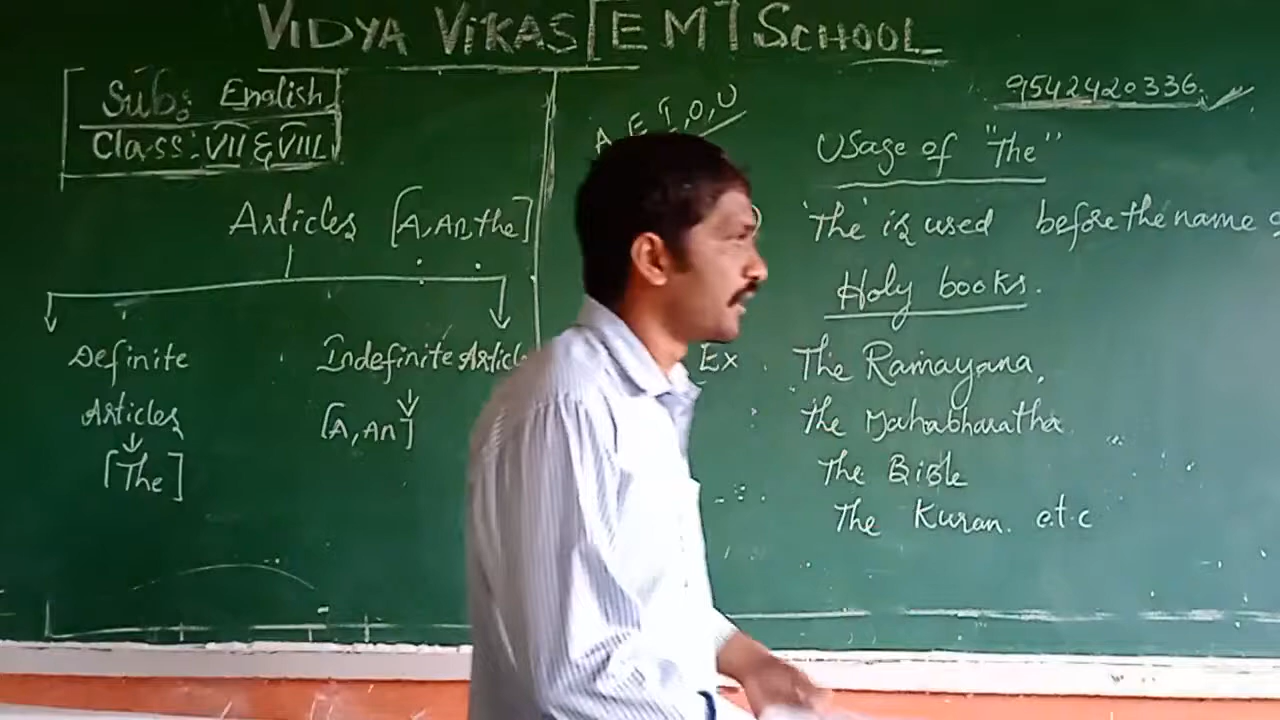 VIDYA VIKAS [EM] SCHOOL
Sub: English
Class: VII & VIII
Articles [A, An, the]
Definite
Articles
[The]
Indefinite Articl
[A, An]
A, E, I, O, U
9542420336
Usage of "The"
'The' is used before the name
Holy books.
Ex. The Ramayana,
The Mahabharatha
The Bible
The Kuran. e.t.c